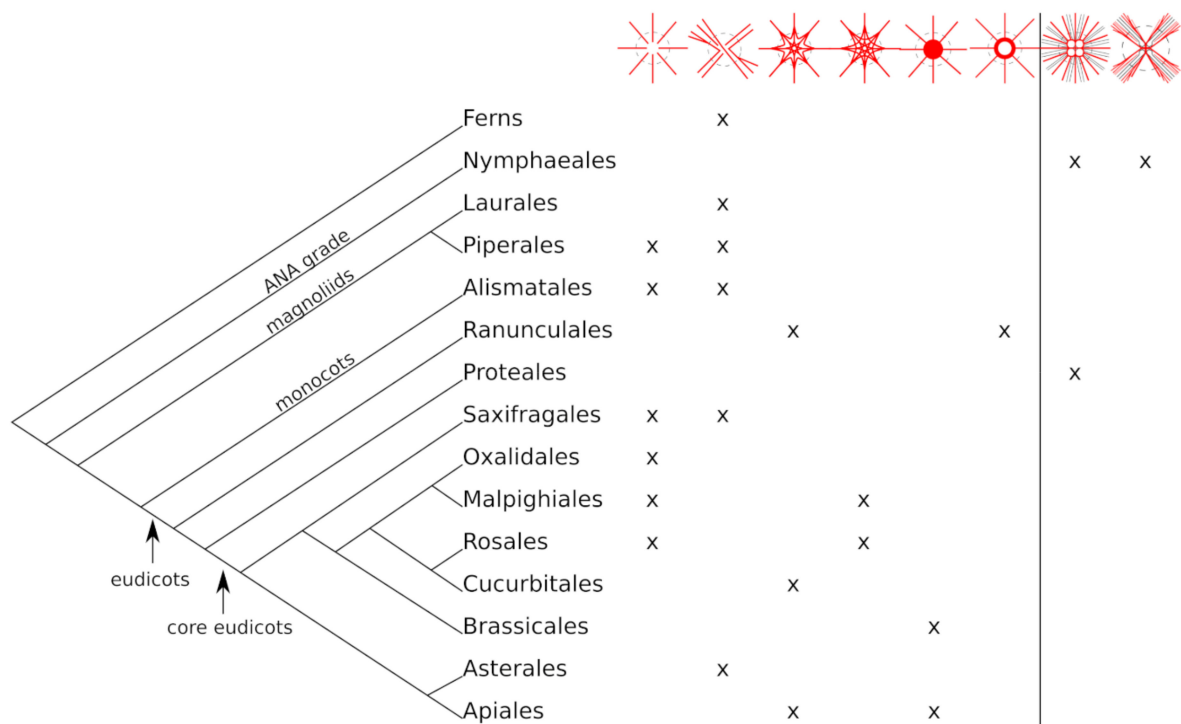 Ferns x
Nymphaeales x x
Laurales x
Piperales x x
Alismatales x x
Ranunculales x x
Proteales x
Saxifragales x x
Oxalidales x
Malpighiales x x
Rosales x x
Cucurbitales x
Brassicales x
Asterales x
Apiales x x
ANA grade
magnoliids
monocots
eudicots
core eudicots